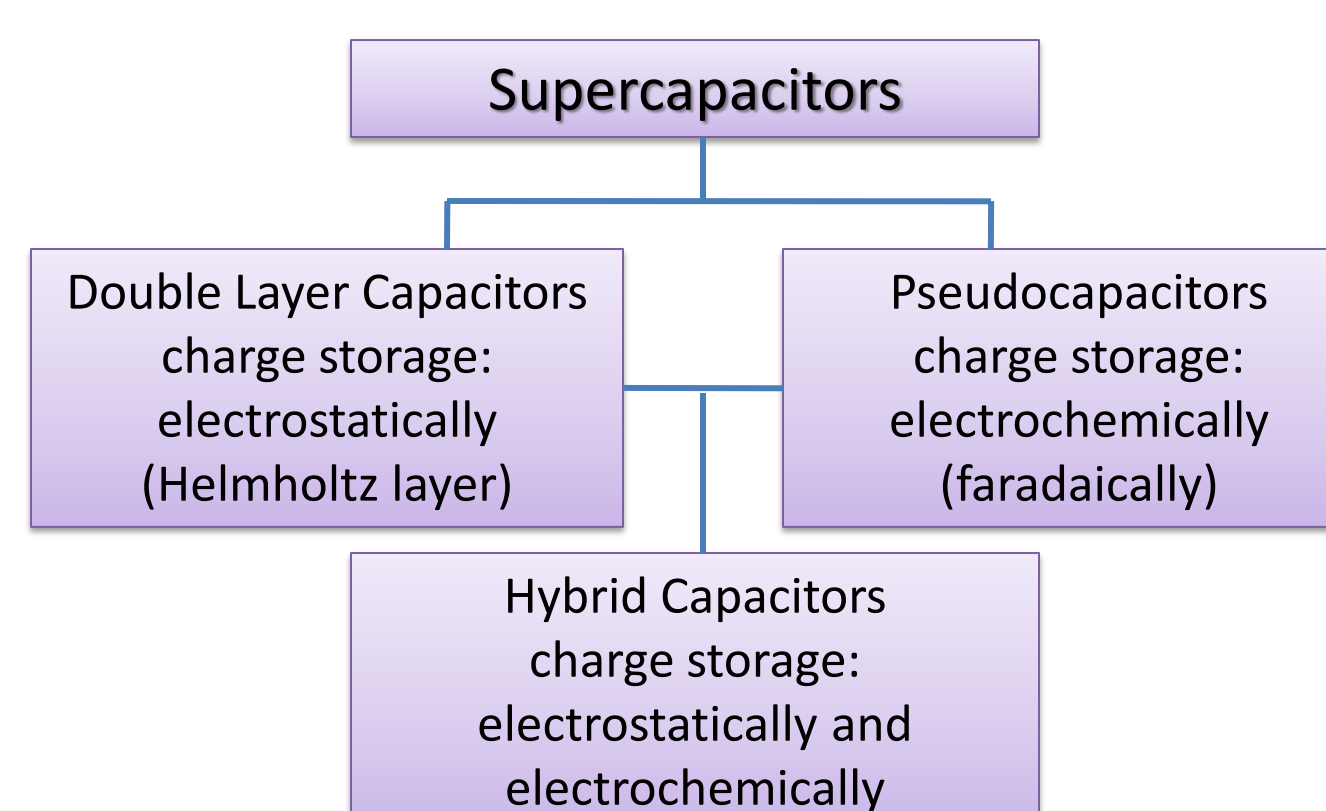 Supercapacitors
Double Layer Capacitors
charge storage:
electrostatically
(Helmholtz layer)
Pseudocapacitors
charge storage:
electrochemically
(faradaically)
Hybrid Capacitors
charge storage:
electrostatically and
electrochemically